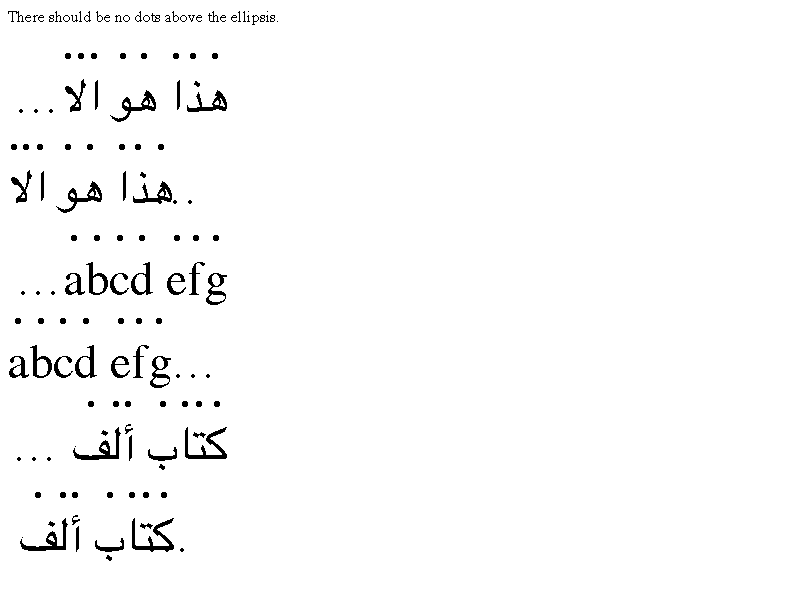 There should be no dots above the ellipsis.
هذا هو الا…
هذا هو الا..
…abcd efg
abcd efg…
كتاب ألف …
كتاب ألف.